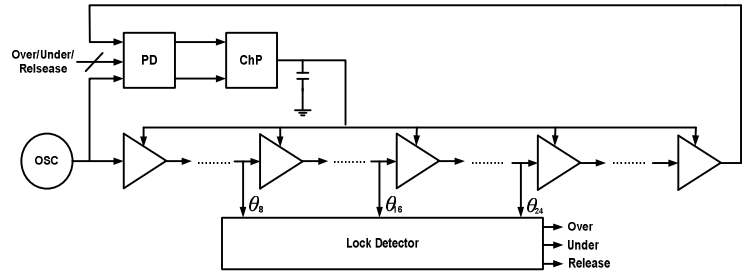 Over/Under/
Relsease
PD
ChP
OSC
θ8
θ16
θ24
Lock Detector
Over
Under
Release